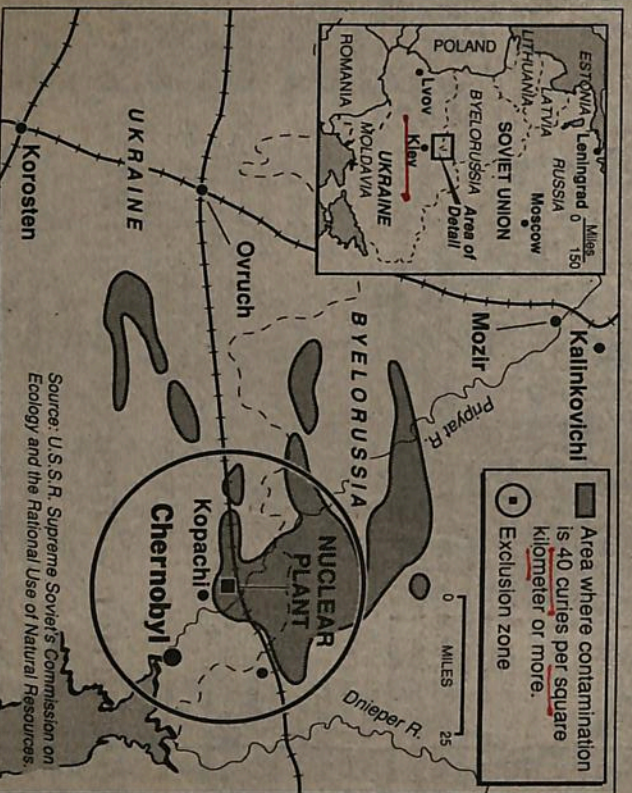 ESTONIA
Leningrad
LATVIA
LITHUANIA
RUSSIA
Moscow
Miles
0 150
SOVIET UNION
POLAND
BYELORUSSIA
Area of
Detail
Lvov
Kiev
UKRAINE
MOLDAVIA
ROMANIA
Kalinkovichi
Mozir
Pripyat R.
Area where contamination
is 40 curies per square
kilometer or more.
Exclusion zone
0 MILES 25
BYELORUSSIA
Ovruch
UKRAINE
Korosten
NUCLEAR
PLANT
Kopachi
Chernobyl
Dnieper R.
Source: U.S.S.R. Supreme Soviet's Commission on
Ecology and the Rational Use of Natural Resources.